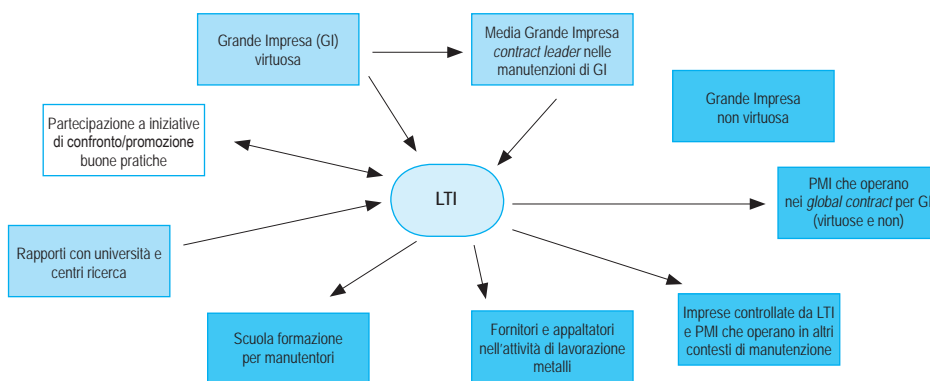 Grande Impresa (GI)
virtuosa
Media Grande Impresa
contract leader nelle
manutenzioni di GI
Grande Impresa
non virtuosa
Partecipazione a iniziative
di confronto/promozione
buone pratiche
LTI
PMI che operano
nei global contract per GI
(virtuose e non)
Rapporti con università e
centri ricerca
Scuola formazione
per manutentori
Fornitori e appaltatori
nell'attività di lavorazione
metalli
Imprese controllate da LTI
e PMI che operano in altri
contesti di manutenzione